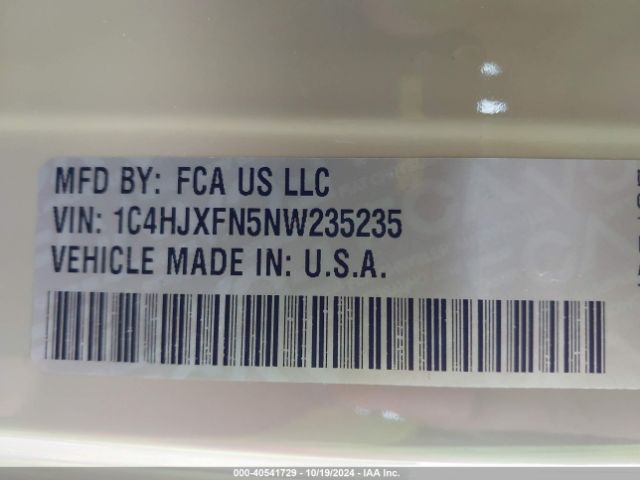 MFD BY: FCA US LLC
VIN: 1C4HJXFN5NW235235
VEHICLE MADE IN: U.S.A.
000-40541729 - 10/19/2024 - IAA Inc.